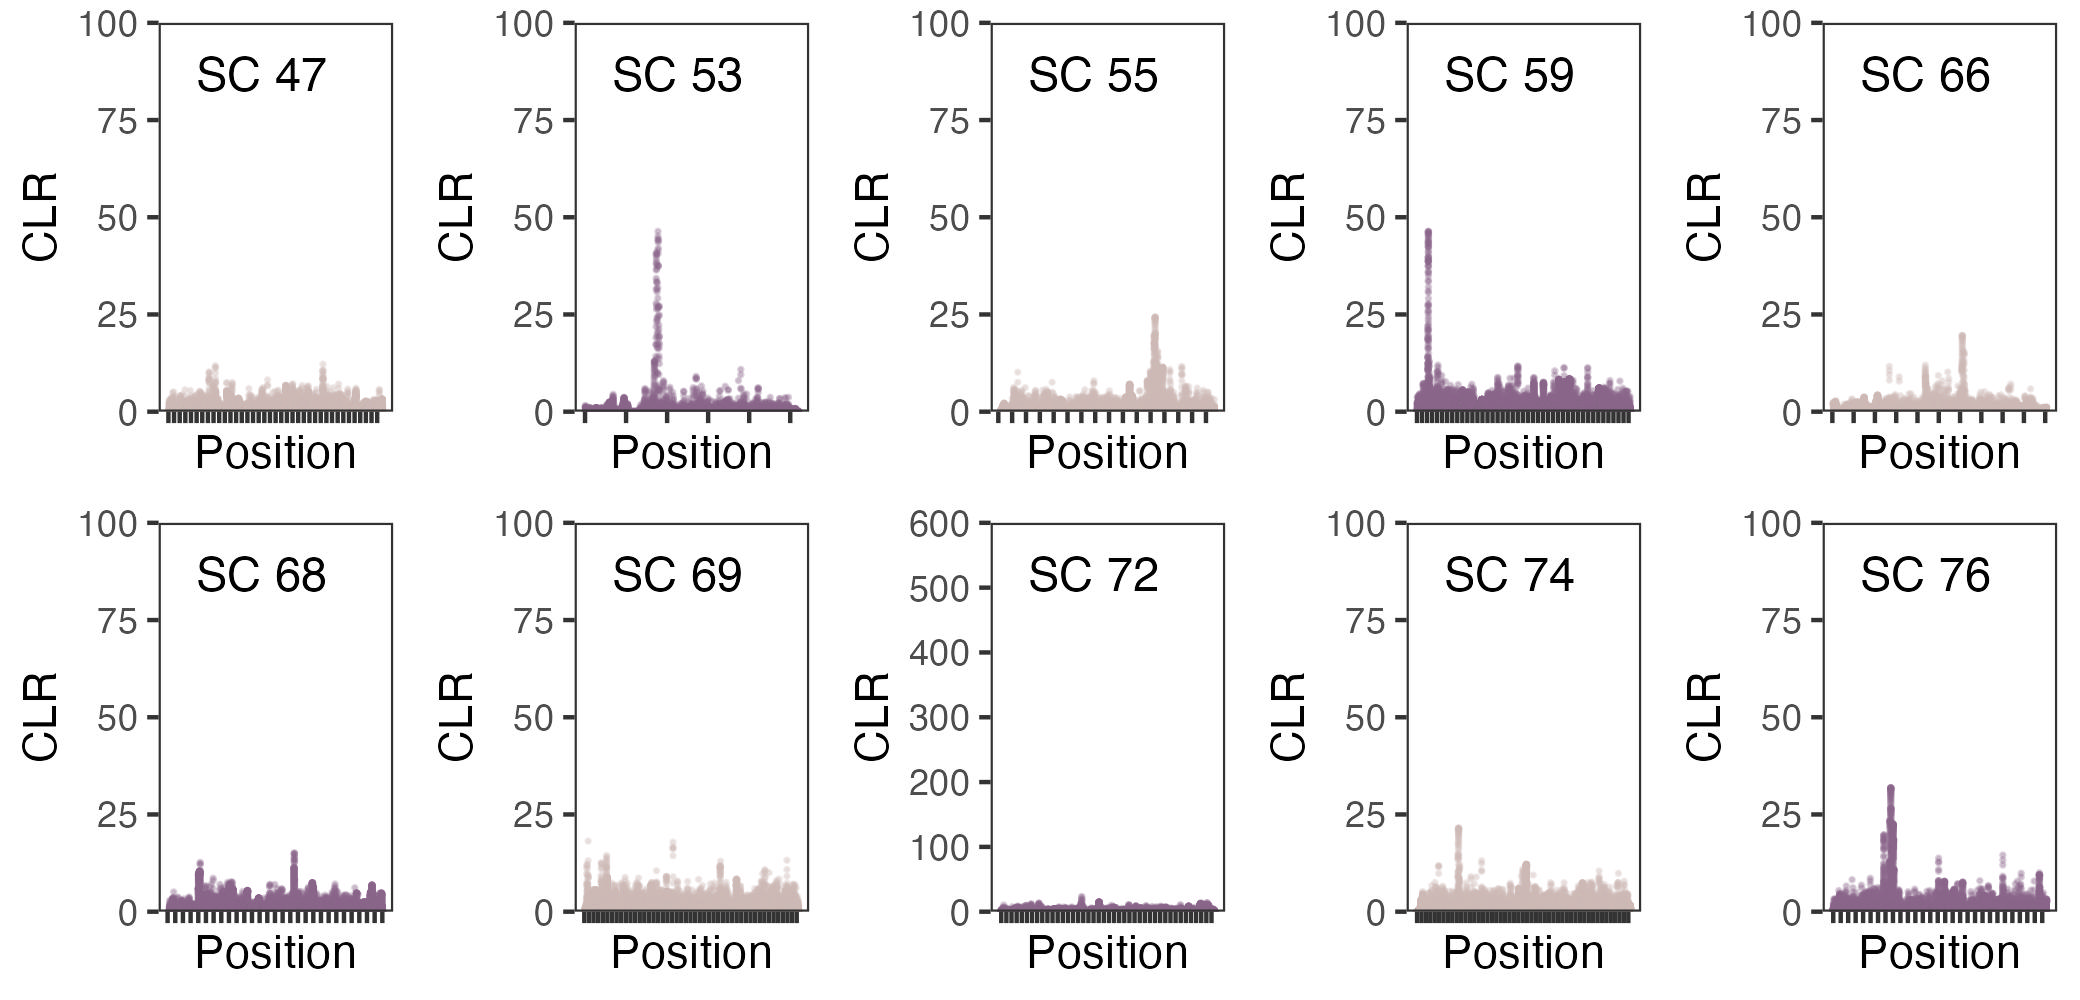 100 100 100 100 100
SC 47 SC 53 SC 55 SC 59 SC 66
75 75 75 75 75
CLR CLR CLR CLR CLR
50 50 50 50 50
25 25 25 25 25
0 0 0 0 0
Position Position Position Position Position
100 100 600 100 100
SC 68 SC 69 SC 72 SC 74 SC 76
500
75 75 75 75
400
CLR CLR CLR CLR CLR
50 50 300 50 50
200
25 25 25 25
100
0 0 0 0 0
Position Position Position Position Position